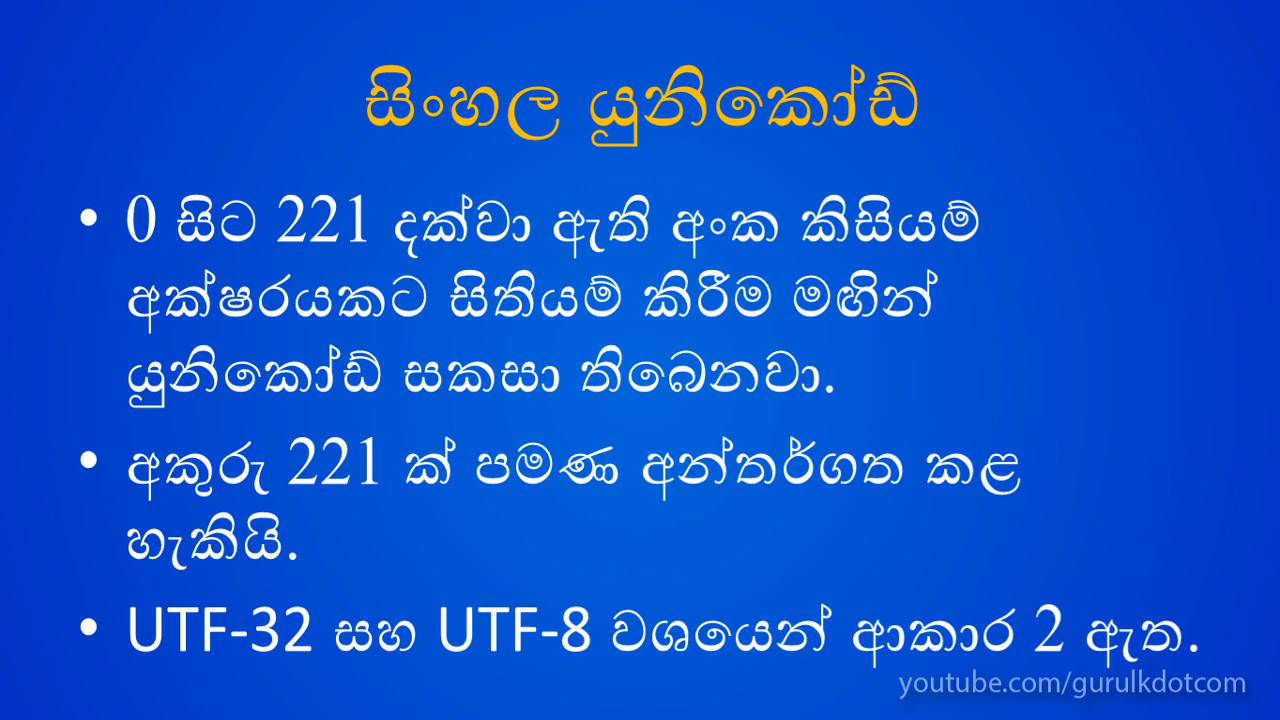 සිංහල යුනිකෝඩ්
• 0 සිට 221 දක්වා ඇති අංක කිසියම්
අක්ෂරයකට සිතියම් කිරීම මඟින්
යුනිකෝඩ් සකසා තිබෙනවා.
• අකුරු 221 ක් පමණ අන්තර්ගත කළ
හැකියි.
• UTF-32 සහ UTF-8 වශයෙන් ආකාර 2 ඇත.
youtube.com/gurulkdotcom